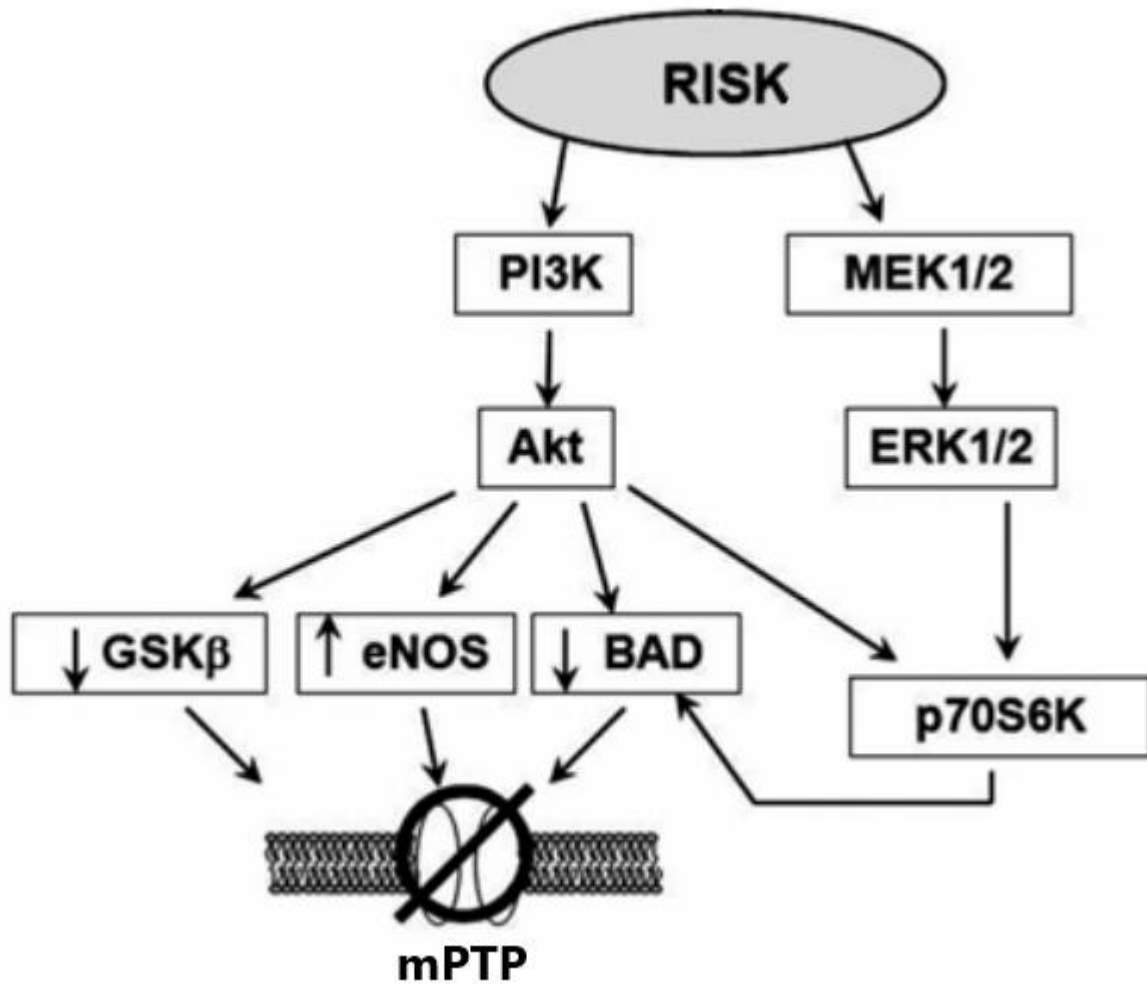 RISK
PI3K
MEK1/2
Akt
ERK1/2
↓ GSKβ
↑ eNOS
↓ BAD
p70S6K
mPTP